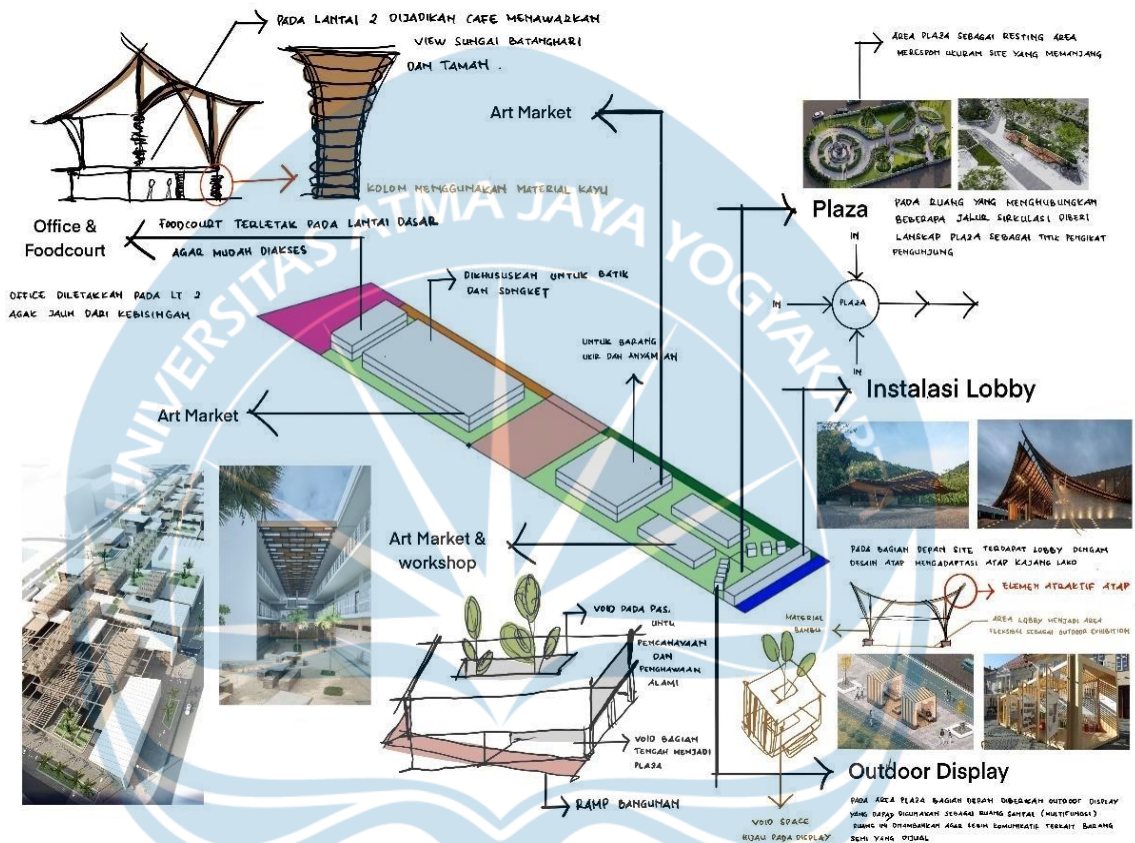 PADA LANTAI 2 DIJADIKAN CAFE MENAWARKAN
VIEW SUNGAI BATANGHARI
DAN TAMAN.
KOLOM MENGGUNAKAN MATERIAL KAYU
Office &
Foodcourt
FOODCOURT TERLETAK PADA LANTAI DASAR
AGAR MUDAH DIAKSES
OFFICE DILETAKKAN PADA LT 2
AGAK JAUH DARI KEBISINGAN
Art Market
DIKHUSUSKAN UNTUK BATIK
DAN SONGKET
UNTUK BARANG
UKIR DAN ANYAMAN
Art Market
Art Market &
workshop
VOID PADA PAS.
UNTU
PENCAHAYAAN
DAN
PENGHAWAAN
ALAMI
VOID BAGIAN
TENGAH MENJADI
PLAZA
RAMP BANGUNAN
AREA PLAZA SEBAGAI RESTING AREA
MERESPON UKURAN SITE YANG MEMANJANG
Plaza
PADA RUANG YANG MENGHUBUNGKAN
BEBERAPA JALUR SIRKULASI DIBERI
LANSKAP PLAZA SEBAGAI TITIK PENGIKAT
PENGUNJUNG
IN
IN
PLAZA
IN
Instalasi Lobby
PADA BAGIAN DEPAN SITE TERDAPAT LOBBY DENGAN
DESAIN ATAP MENGADAPTASI ATAP KAJANG LAKO
ELEMEN ATRAKTIF ATAP
AREA LOBBY MENJADI AREA
FLEKSIBEL SEBAGAI OUTDOOR EXHIBITION
MATERIAL
BAMBU
VOID SPACE
HIJAU PADA DISPLAY
Outdoor Display
PADA AREA PLAZA BAGIAN DEPAN DIBERIKAN OUTDOOR DISPLAY
YANG DAPAT DIGUNAKAN SEBAGAI RUANG SANTAI (MULTIFUNGSI)
RUANG INI DITAMBAHKAN AGAR LEBIH KOMUNIKATIF TERKAIT BARANG
SENI YANG DIJUAL
UNIVERSITAS ATMA JAYA YOGYAKARTA